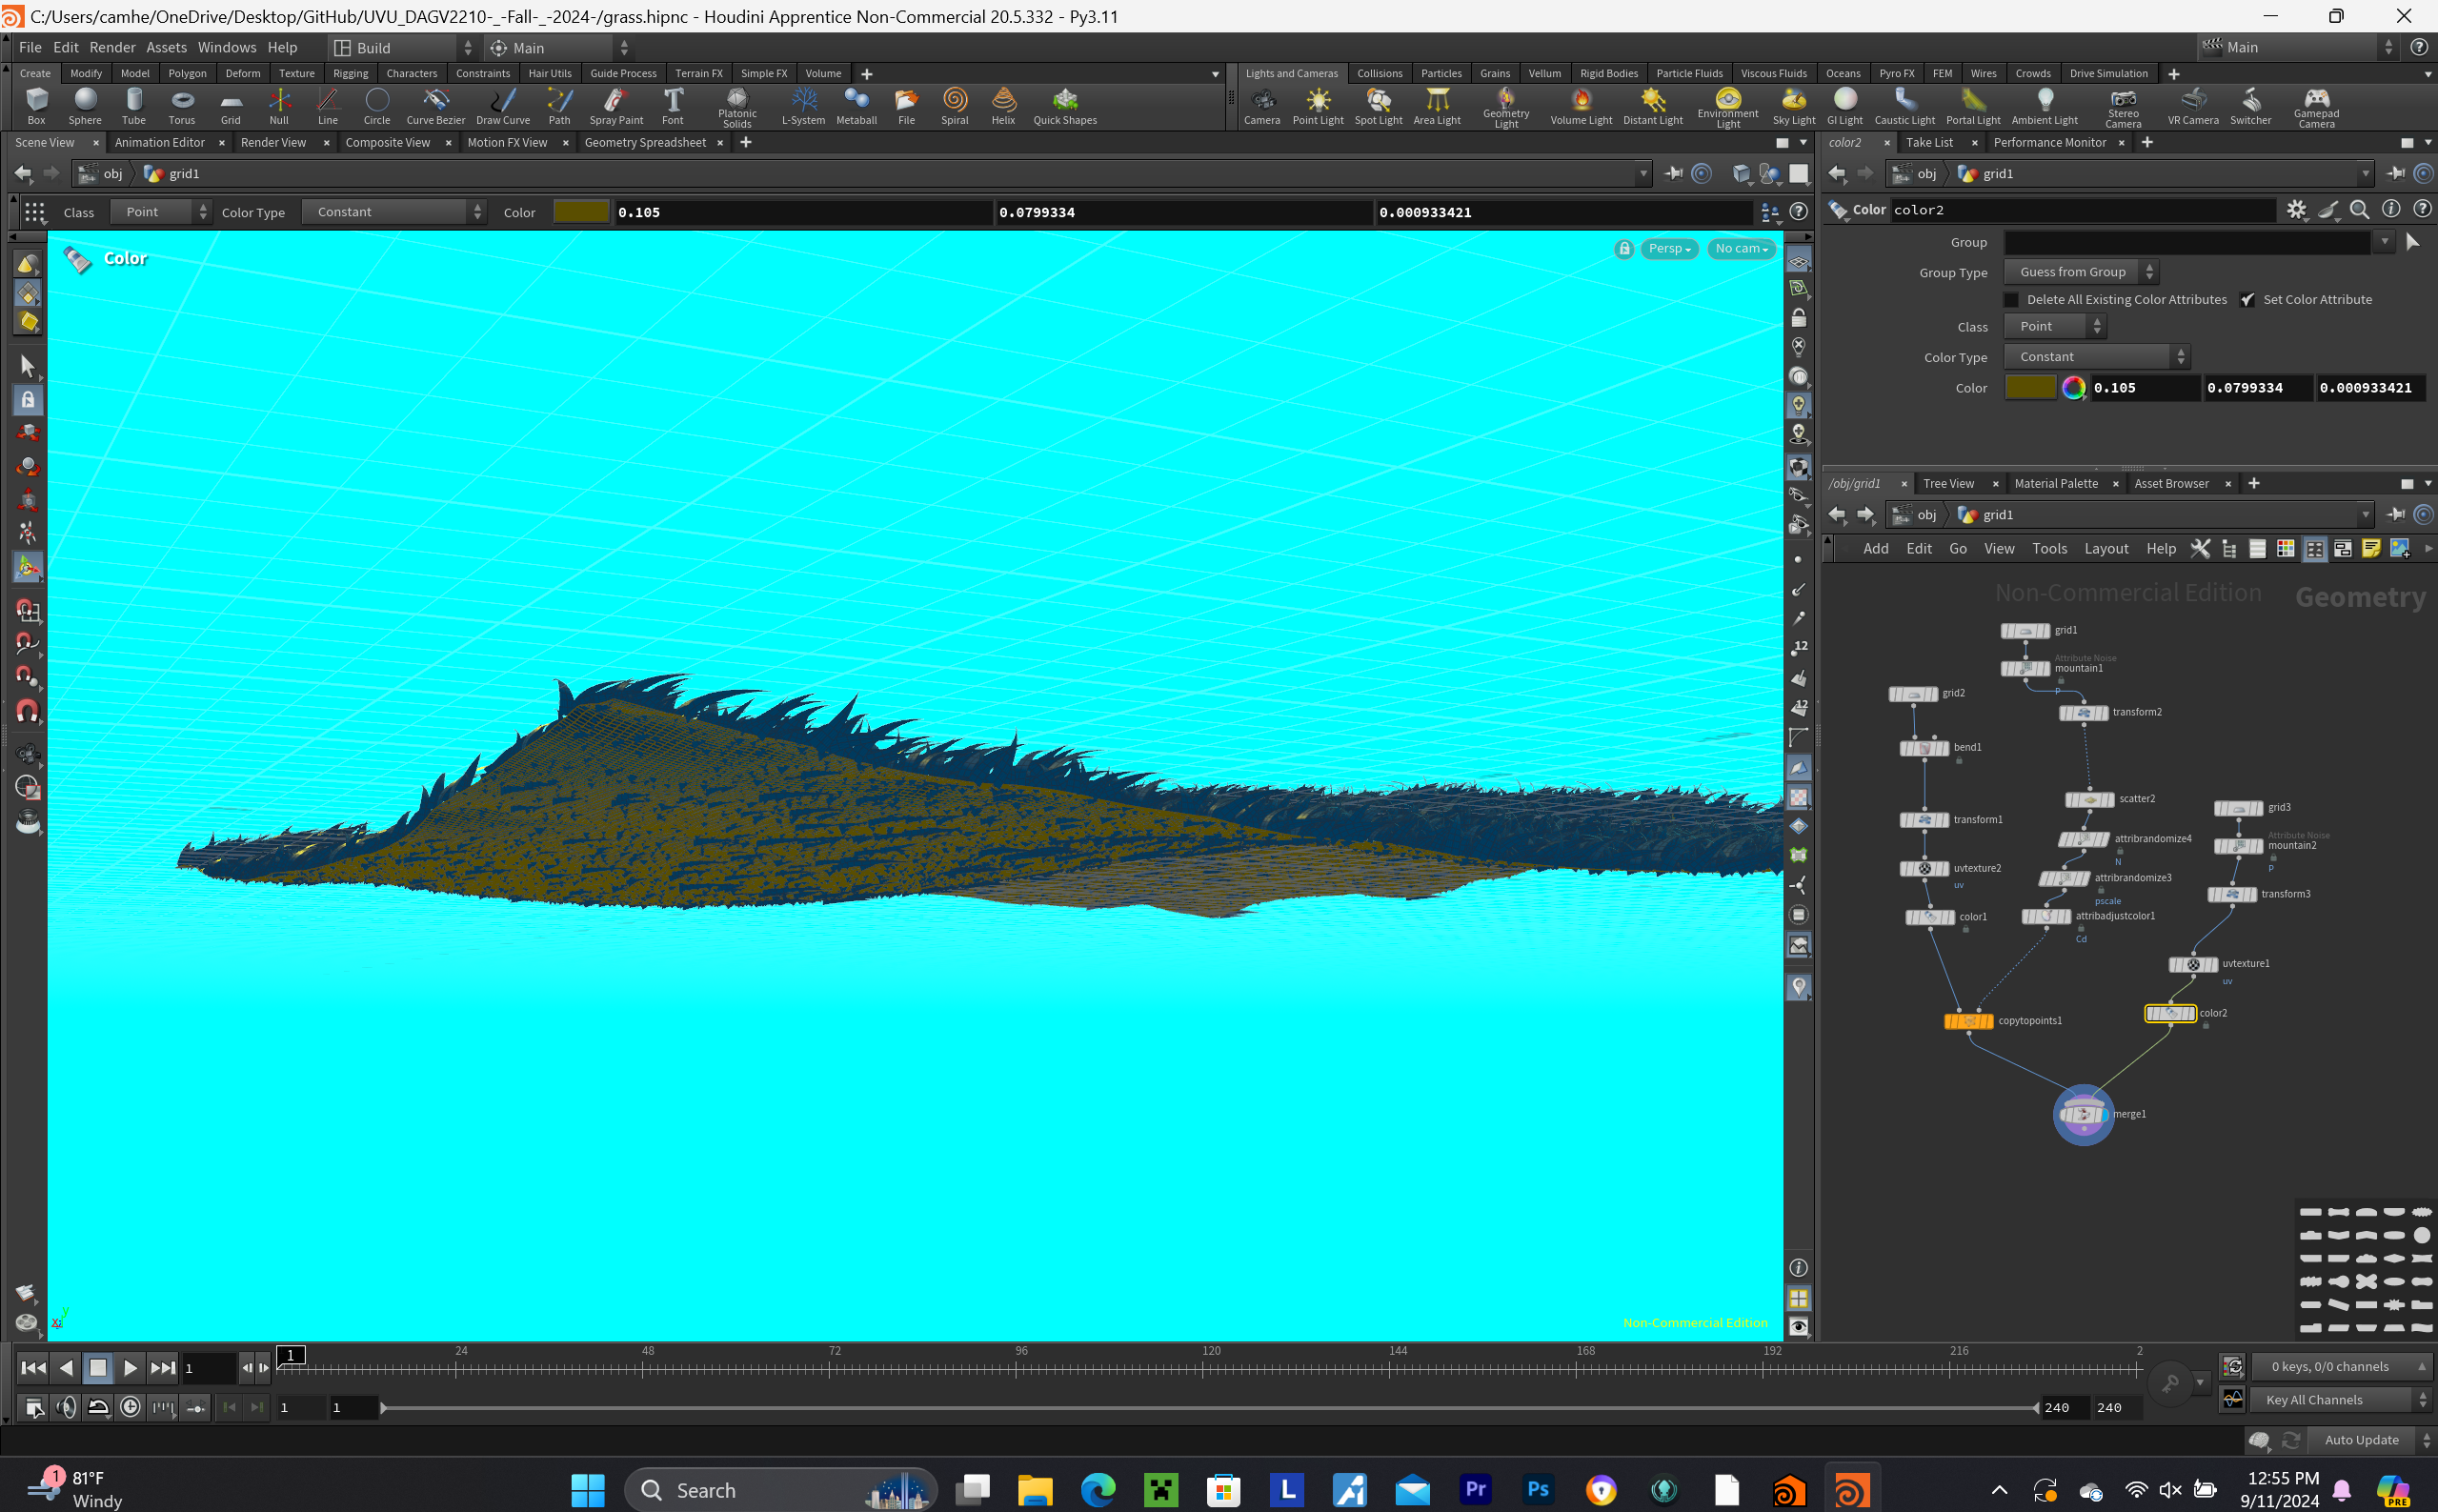 C:/Users/camhe/OneDrive/Desktop/GitHub/UVU_DAGV2210-_-Fall-_-2024-/grass.hipnc - Houdini Apprentice Non-Commercial 20.5.332 - Py3.11
File Edit Render Assets Windows Help Build Main Main
Create Modify Model Polygon Deform Texture Rigging Characters Constraints Hair Utils Guide Process Terrain FX Simple FX Volume
Lights and Cameras Collisions Particles Grains Vellum Rigid Bodies Particle Fluids Viscous Fluids Oceans Pyro FX FEM Wires Crowds Drive Simulation
Box Sphere Tube Torus Grid Null Line Circle Curve Bezier Draw Curve Path Spray Paint Font Platonic Solids L-System Metaball File Spiral Helix Quick Shapes
Camera Point Light Spot Light Area Light Geometry Light Volume Light Distant Light Environment Light Sky Light GI Light Caustic Light Portal Light Ambient Light Stereo Camera VR Camera Switcher Gamepad Camera
Scene View Animation Editor Render View Composite View Motion FX View Geometry Spreadsheet
color2 Take List Performance Monitor
obj grid1
obj grid1
Class Point Color Type Constant Color 0.105 0.0799334 0.000933421
Color color2
Color
Persp No cam
Group
Group Type Guess from Group
Delete All Existing Color Attributes Set Color Attribute
Class Point
Color Type Constant
Color 0.105 0.0799334 0.000933421
/obj/grid1 Tree View Material Palette Asset Browser
obj grid1
Add Edit Go View Tools Layout Help
Non-Commercial Edition Geometry
grid1
Attribute Noise
mountain1
P
grid2
transform2
bend1
scatter2
grid3
transform1
attribrandomize4
N
Attribute Noise
mountain2
P
uvtexture2
uv
attribrandomize3
pscale
transform3
color1
attribadjustcolor1
Cd
uvtexture1
uv
color2
copytopoints1
merge1
12
12
y
Non-Commercial Edition
1 24 48 72 96 120 144 168 192 216 2
1
0 keys, 0/0 channels
1 1 240 240
Key All Channels
Auto Update
1
81°F
Windy
Search
L
Pr
Ps
PRE
12:55 PM
9/11/2024